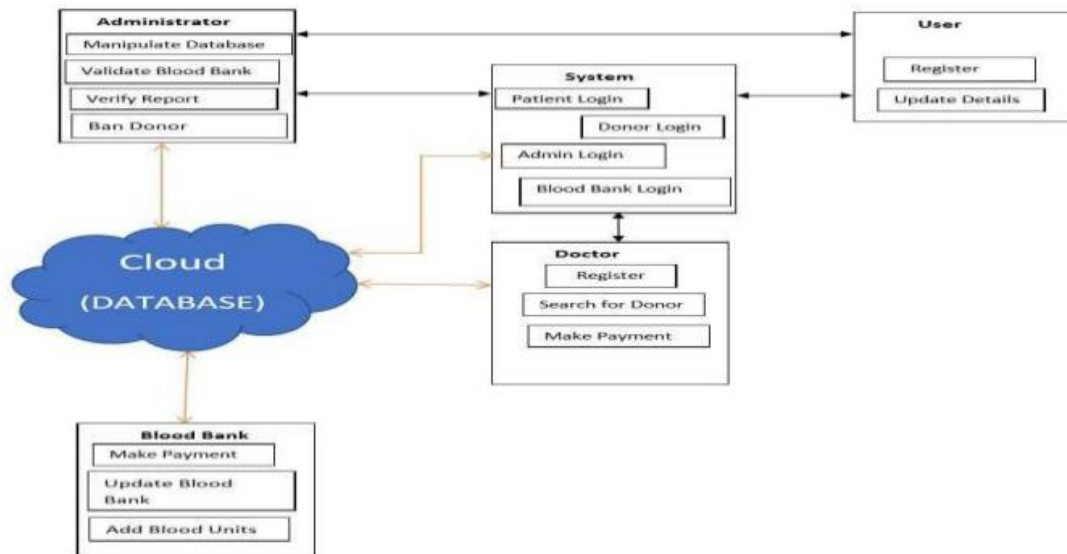 Administrator
Manipulate Database
Validate Blood Bank
Verify Report
Ban Donor
User
Register
Update Details
System
Patient Login
Donor Login
Admin Login
Blood Bank Login
Cloud
(DATABASE)
Doctor
Register
Search for Donor
Make Payment
Blood Bank
Make Payment
Update Blood
Bank
Add Blood Units